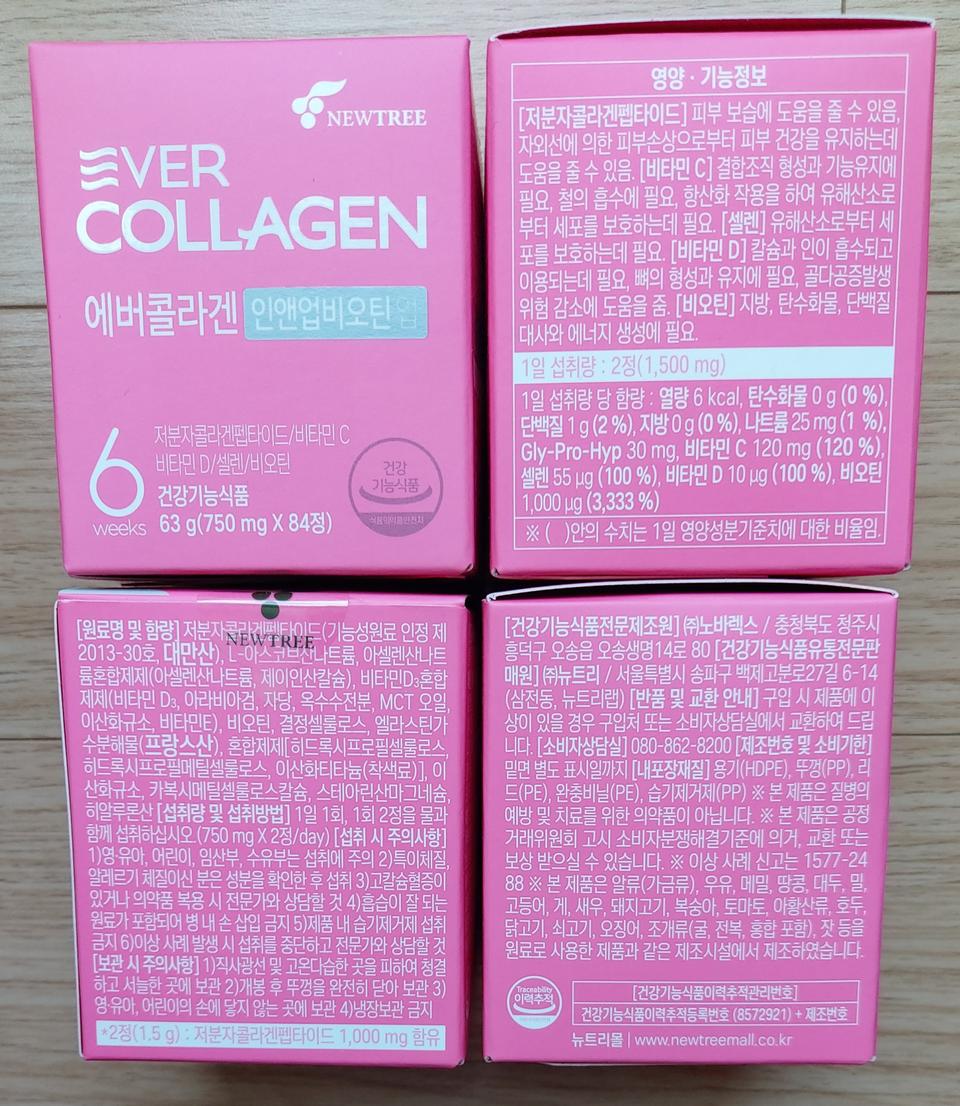 NEWTREE
EVER
COLLAGEN
에버콜라겐 인앤업비오틴업
저분자콜라겐펩타이드/비타민 C
비타민 D/셀렌/비오틴
6
weeks
건강기능식품
63 g(750 mg X 84정)
건강
기능식품
식품의약품안전처
영양 · 기능정보
[저분자콜라겐펩타이드] 피부 보습에 도움을 줄 수 있음,
자외선에 의한 피부손상으로부터 피부 건강을 유지하는데
도움을 줄 수 있음. [비타민 C] 결합조직 형성과 기능유지에
필요, 철의 흡수에 필요, 항산화 작용을 하여 유해산소로
부터 세포를 보호하는데 필요. [셀렌] 유해산소로부터 세
포를 보호하는데 필요. [비타민 D] 칼슘과 인이 흡수되고
이용되는데 필요, 뼈의 형성과 유지에 필요, 골다공증발생
위험 감소에 도움을 줌. [비오틴] 지방, 탄수화물, 단백질
대사와 에너지 생성에 필요.
1일 섭취량 : 2정(1,500 mg)
1일 섭취량 당 함량 : 열량 6 kcal, 탄수화물 0 g (0 %),
단백질 1 g (2 %), 지방 0 g (0 %), 나트륨 25 mg (1 %),
Gly-Pro-Hyp 30 mg, 비타민 C 120 mg (120 %),
셀렌 55 μg (100 %), 비타민 D 10 μg (100 %), 비오틴
1,000 μg (3,333 %)
※ ( )안의 수치는 1일 영양성분기준치에 대한 비율임.
NEWTREE
[원료명 및 함량] 저분자콜라겐펩타이드(기능성원료 인정 제
2013-30호, 대만산), L-아스코브산나트륨, 아셀렌산나트
륨혼합제제(아셀렌산나트륨, 제이인산칼슘), 비타민D₃혼합
제제(비타민 D₃, 아라비아검, 자당, 옥수수전분, MCT 오일,
이산화규소, 비타민E), 비오틴, 결정셀룰로스, 엘라스틴가
수분해물(프랑스산), 혼합제제[히드록시프로필셀룰로스,
히드록시프로필메틸셀룰로스, 이산화티타늄(착색료)], 이
산화규소, 카복시메틸셀룰로스칼슘, 스테아린산마그네슘,
히알루론산 [섭취량 및 섭취방법] 1일 1회, 1회 2정을 물과
함께 섭취하십시오 (750 mg X 2정/day) [섭취 시 주의사항]
1)영·유아, 어린이, 임산부, 수유부는 섭취에 주의 2)특이체질,
알레르기 체질이신 분은 성분을 확인한 후 섭취 3)고칼슘혈증이
있거나 의약품 복용 시 전문가와 상담할 것 4)흡습이 잘 되는
원료가 포함되어 병 내 손 삽입 금지 5)제품 내 습기제거제 섭취
금지 6)이상 사례 발생 시 섭취를 중단하고 전문가와 상담할 것
[보관 시 주의사항] 1)직사광선 및 고온다습한 곳을 피하여 청결
하고 서늘한 곳에 보관 2)개봉 후 뚜껑을 완전히 닫아 보관 3)
영·유아, 어린이의 손에 닿지 않는 곳에 보관 4)냉장보관 금지
*2정(1.5 g) : 저분자콜라겐펩타이드 1,000 mg 함유
[건강기능식품전문제조원] ㈜노바렉스 / 충청북도 청주시
흥덕구 오송읍 오송생명14로 80 [건강기능식품유통전문판
매원] ㈜뉴트리 / 서울특별시 송파구 백제고분로27길 6-14
(삼전동, 뉴트리랩) [반품 및 교환 안내] 구입 시 제품에 이
상이 있을 경우 구입처 또는 소비자상담실에서 교환하여 드립
니다. [소비자상담실] 080-862-8200 [제조번호 및 소비기한]
밑면 별도 표시일까지 [내포장재질] 용기(HDPE), 뚜껑(PP), 리
드(PE), 완충비닐(PE), 습기제거제(PP) ※ 본 제품은 질병의
예방 및 치료를 위한 의약품이 아닙니다. ※ 본 제품은 공정
거래위원회 고시 소비자분쟁해결기준에 의거, 교환 또는
보상 받으실 수 있습니다. ※ 이상 사례 신고는 1577-24
88 ※ 본 제품은 알류(가금류), 우유, 메밀, 땅콩, 대두, 밀,
고등어, 게, 새우, 돼지고기, 복숭아, 토마토, 아황산류, 호두,
닭고기, 쇠고기, 오징어, 조개류(굴, 전복, 홍합 포함), 잣 등을
원료로 사용한 제품과 같은 제조시설에서 제조하였습니다.
Traceability
이력추적
[건강기능식품이력추적관리번호]
건강기능식품이력추적등록번호 (8572921) + 제조번호
뉴트리몰 | www.newtreemall.co.kr